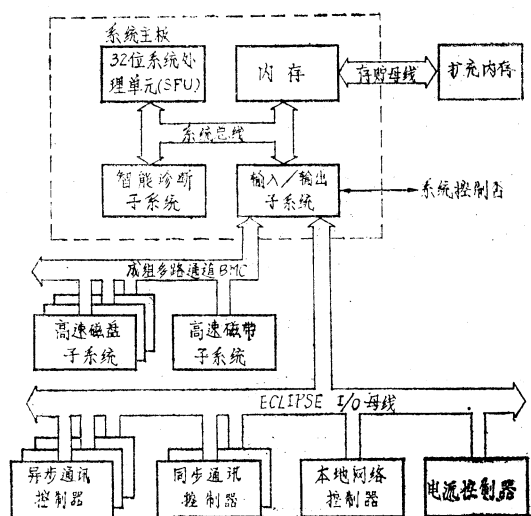 系统主板
32位系统处
理单元(SFU)
内存
存贮母线
扩充内存
系统总线
智能诊断
子系统
输入/输出
子系统
系统控制台
成组多路通道BMC
高速磁盘
子系统
高速磁带
子系统
ECLIPSE I/O母线
异步通讯
控制器
同步通讯
控制器
本地网络
控制器
电流控制器